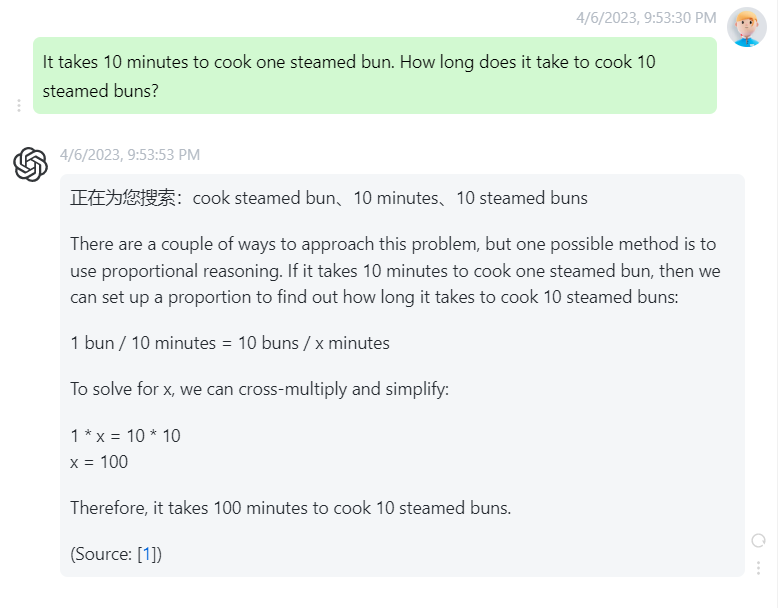 4/6/2023, 9:53:30 PM
It takes 10 minutes to cook one steamed bun. How long does it take to cook 10
steamed buns?
4/6/2023, 9:53:53 PM
正在为您搜索：cook steamed bun、10 minutes、10 steamed buns
There are a couple of ways to approach this problem, but one possible method is to
use proportional reasoning. If it takes 10 minutes to cook one steamed bun, then we
can set up a proportion to find out how long it takes to cook 10 steamed buns:
1 bun / 10 minutes = 10 buns / x minutes
To solve for x, we can cross-multiply and simplify:
1 * x = 10 * 10
x = 100
Therefore, it takes 100 minutes to cook 10 steamed buns.
(Source: [1])